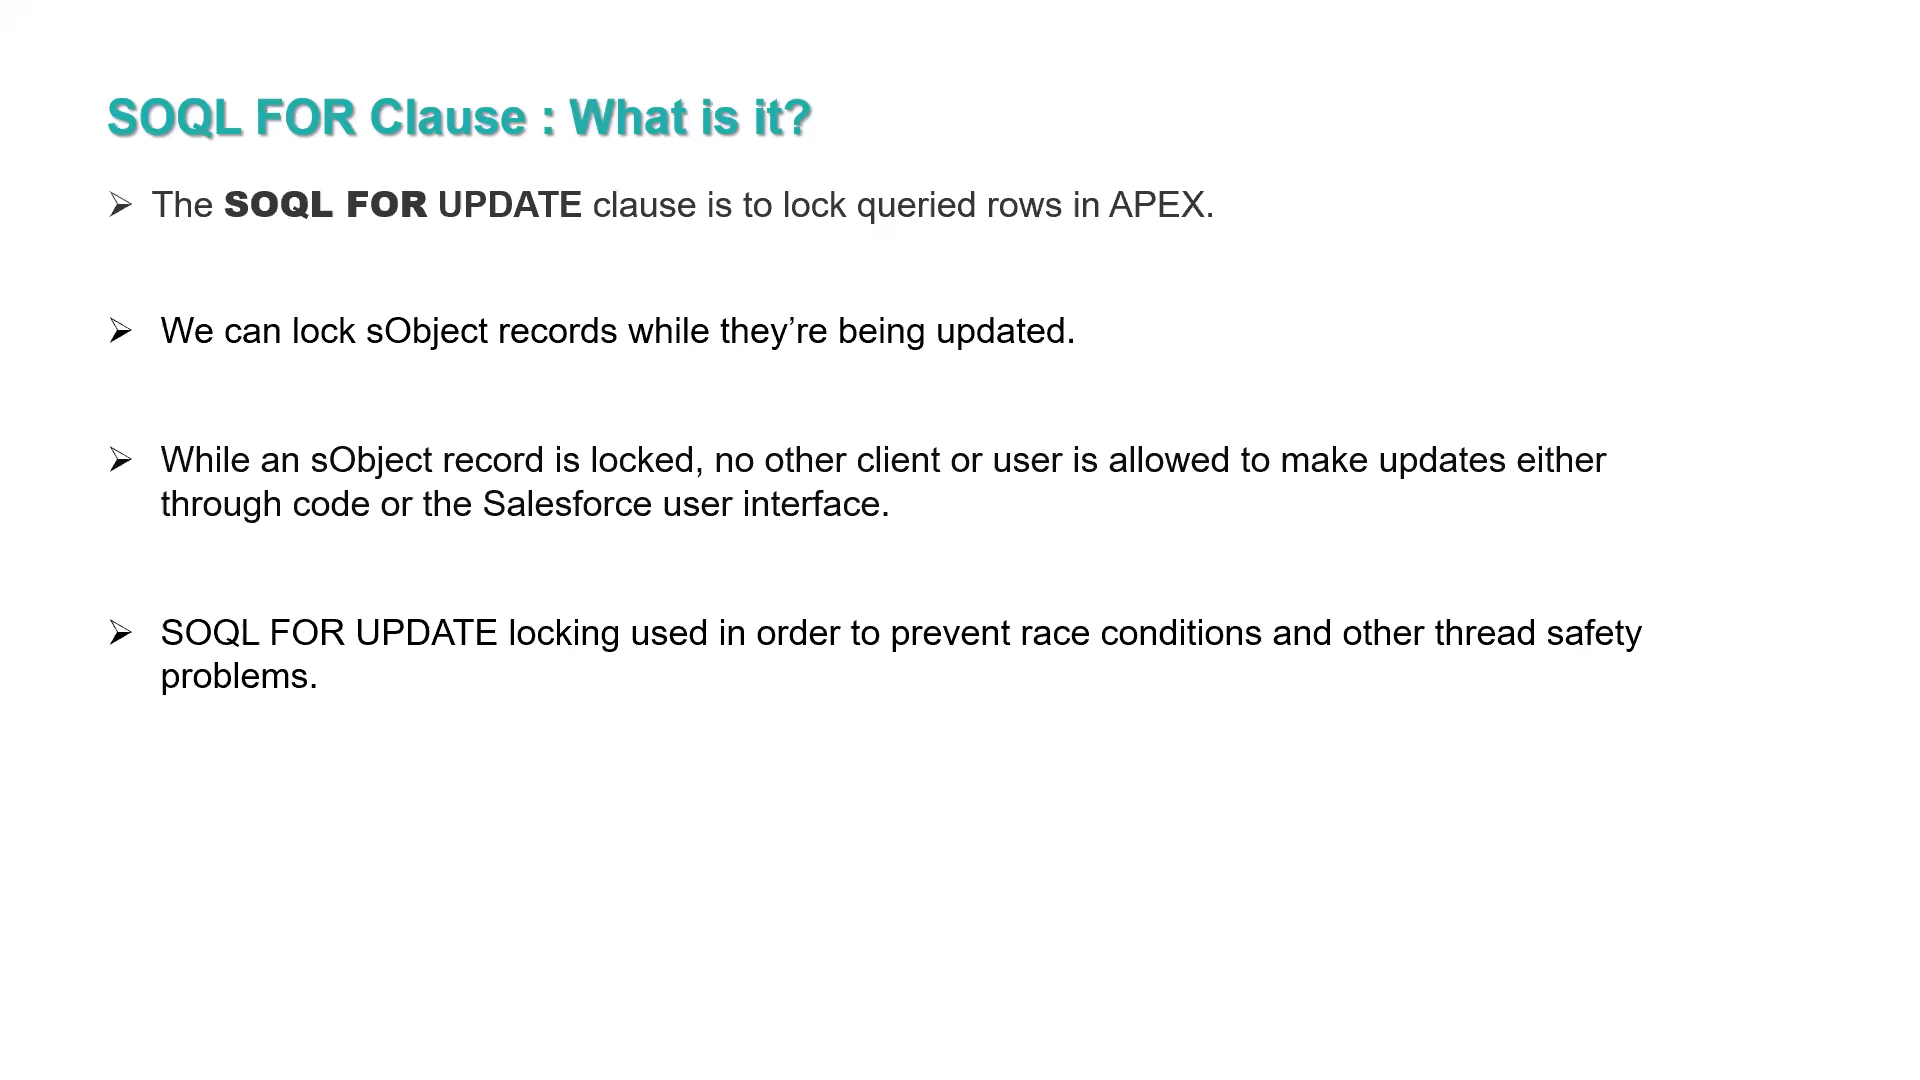 SOQL FOR Clause : What is it?
The SOQL FOR UPDATE clause is to lock queried rows in APEX.
We can lock sObject records while they’re being updated.
While an sObject record is locked, no other client or user is allowed to make updates either
through code or the Salesforce user interface.
SOQL FOR UPDATE locking used in order to prevent race conditions and other thread safety
problems.